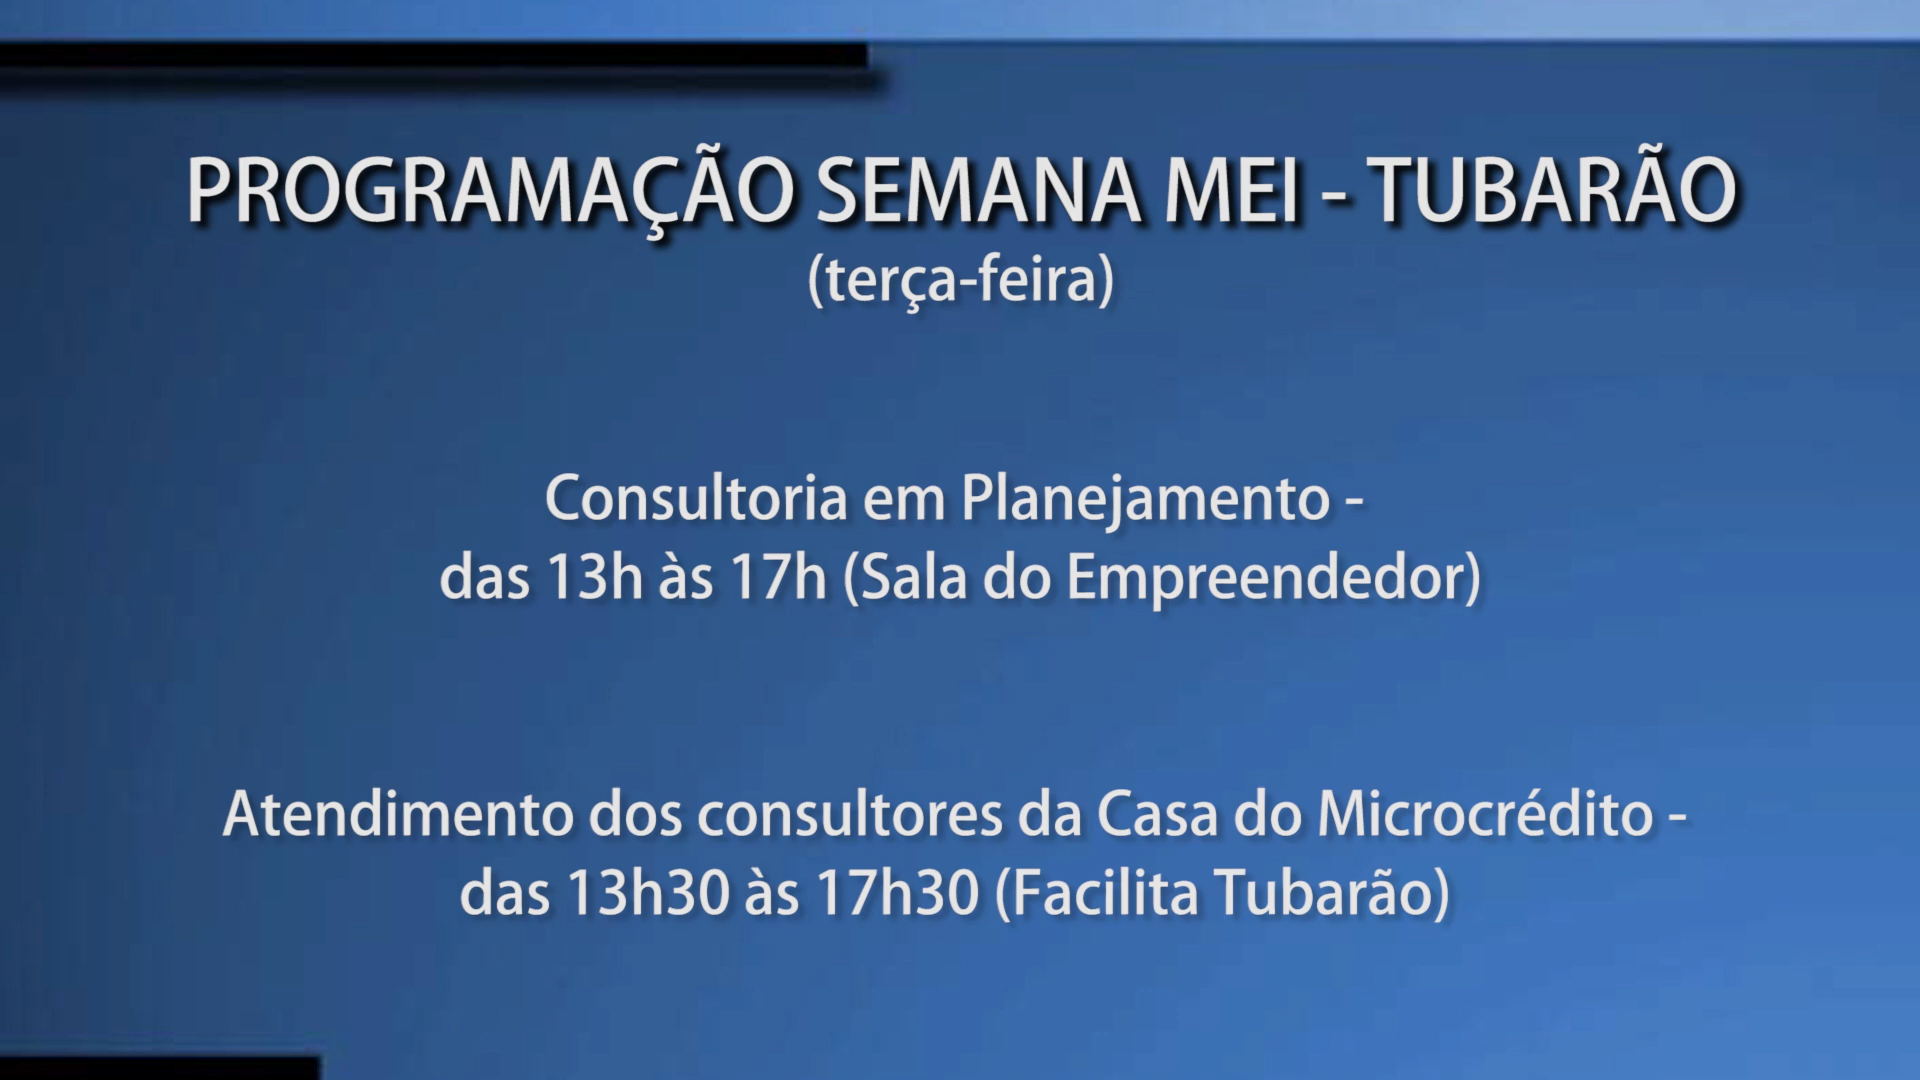 PROGRAMAÇÃO SEMANA MEI - TUBARÃO
(terça-feira)
Consultoria em Planejamento -
das 13h às 17h (Sala do Empreendedor)
Atendimento dos consultores da Casa do Microcrédito -
das 13h30 às 17h30 (Facilita Tubarão)